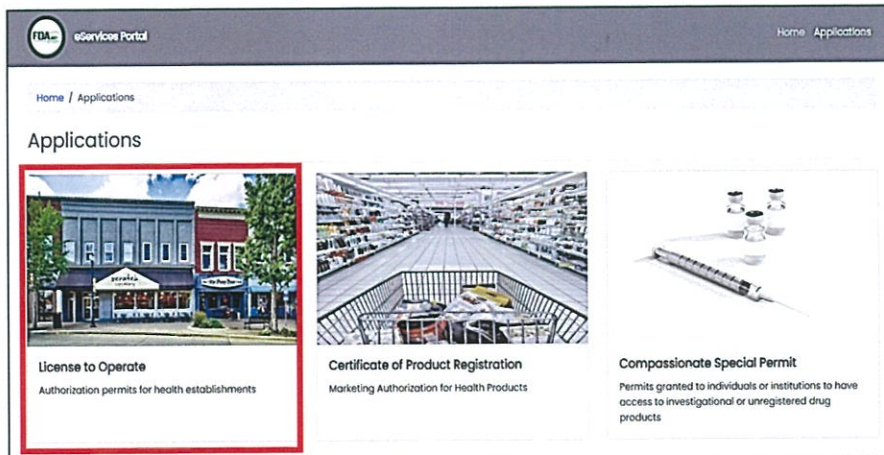 FDA
eServices Portal
Home Applications
Home / Applications
Applications
License to Operate
Authorization permits for health establishments
Certificate of Product Registration
Marketing Authorization for Health Products
Compassionate Special Permit
Permits granted to individuals or institutions to have
access to investigational or unregistered drug
products